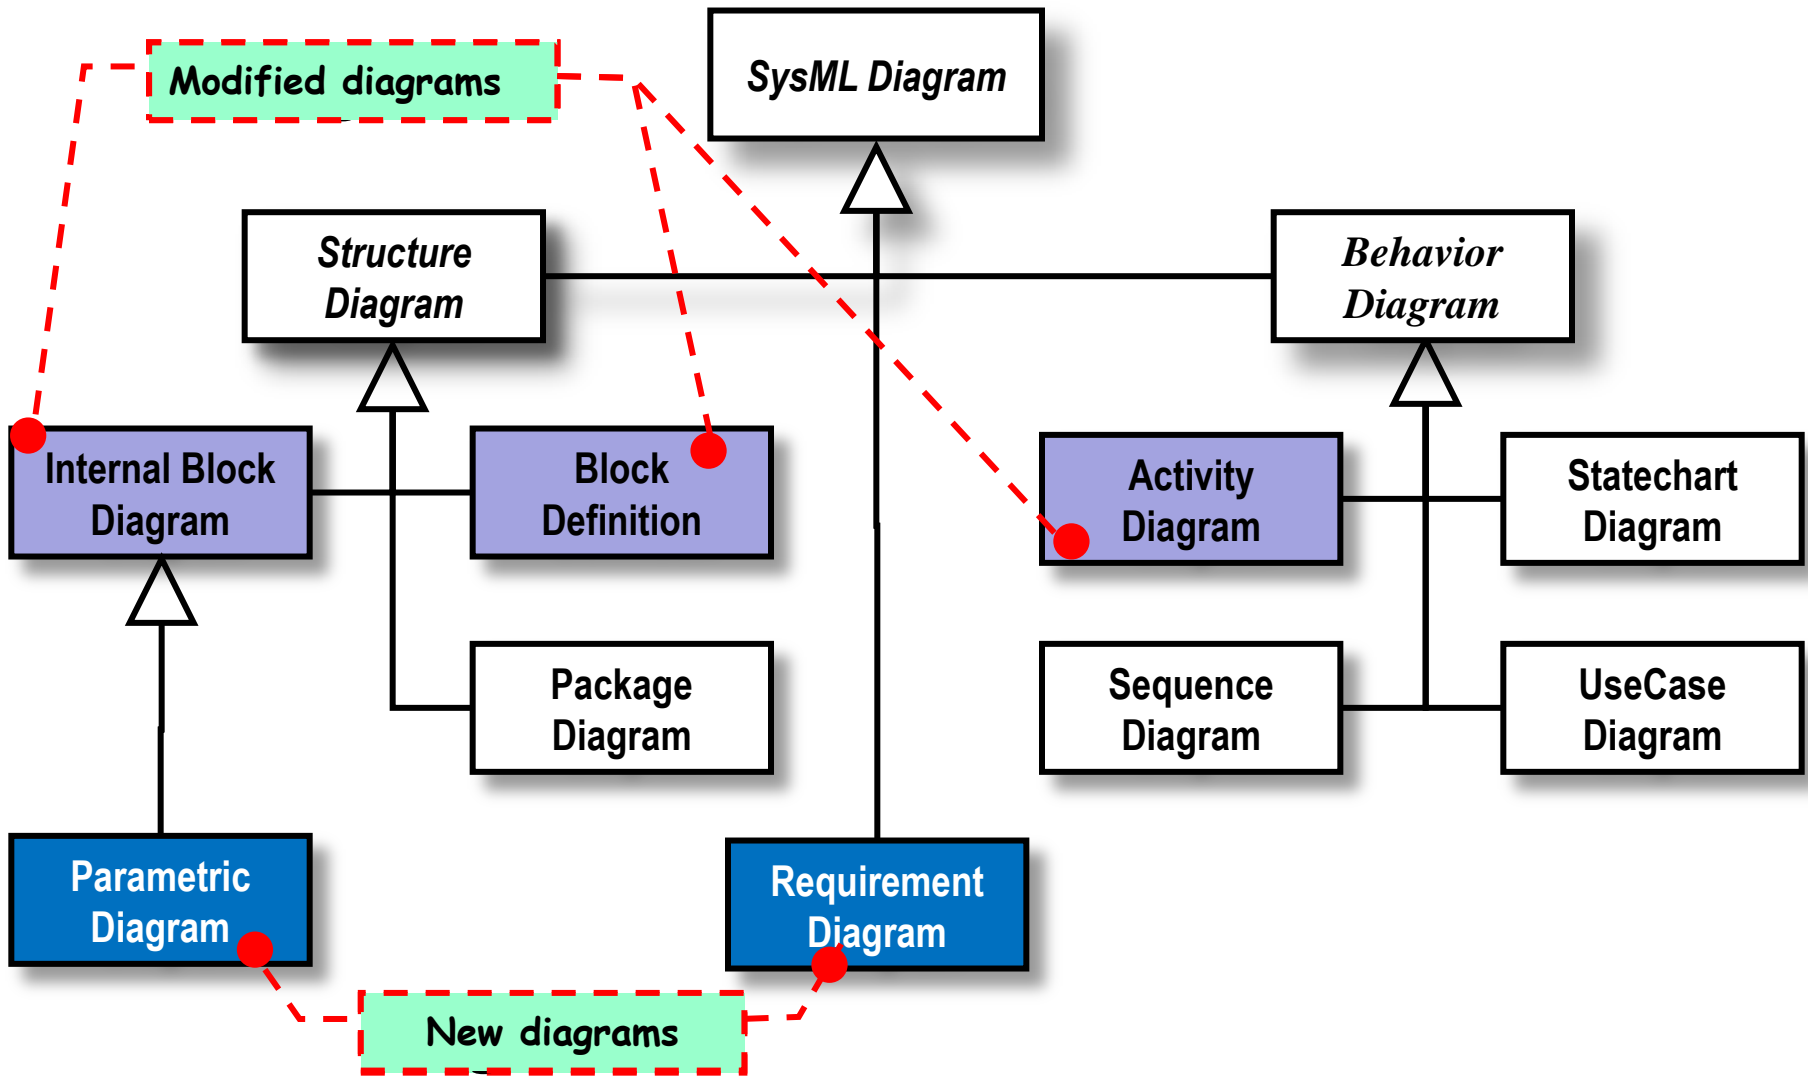 Modified diagrams
SysML Diagram
Structure
Diagram
Behavior
Diagram
Internal Block
Diagram
Block
Definition
Activity
Diagram
Statechart
Diagram
Package
Diagram
Sequence
Diagram
UseCase
Diagram
Parametric
Diagram
Requirement
Diagram
New diagrams